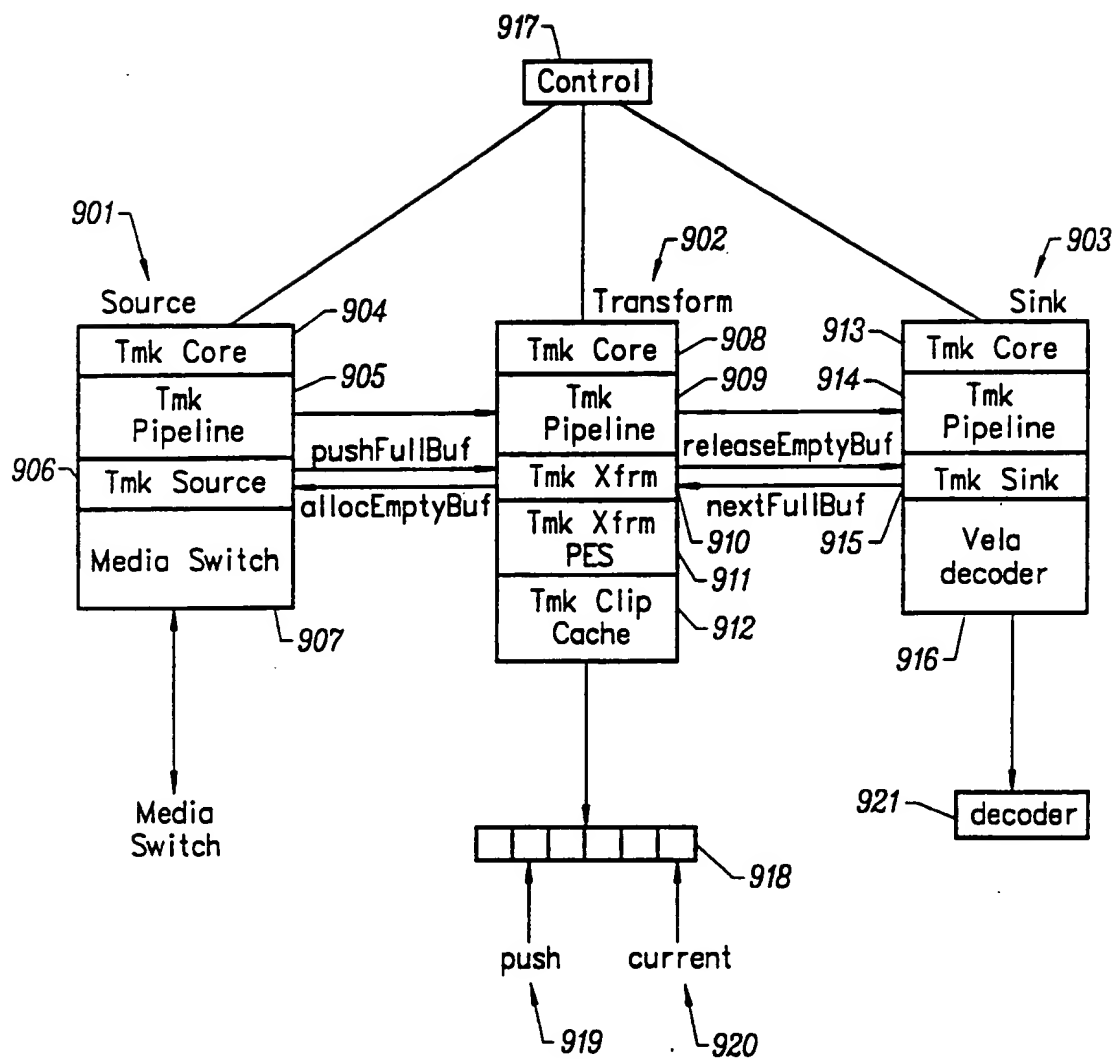 917
Control
901
902
903
Source
Transform
Sink
904
908
913
Tmk Core
Tmk Core
Tmk Core
905
909
914
Tmk
Pipeline
Tmk
Pipeline
Tmk
Pipeline
pushFullBuf
releaseEmptyBuf
906
Tmk Source
Tmk Xfrm
Tmk Sink
allocEmptyBuf
nextFullBuf
910
915
Media Switch
Tmk Xfrm
PES
Vela
decoder
911
907
Tmk Clip
Cache
912
916
Media
Switch
921
decoder
918
push
current
919
920